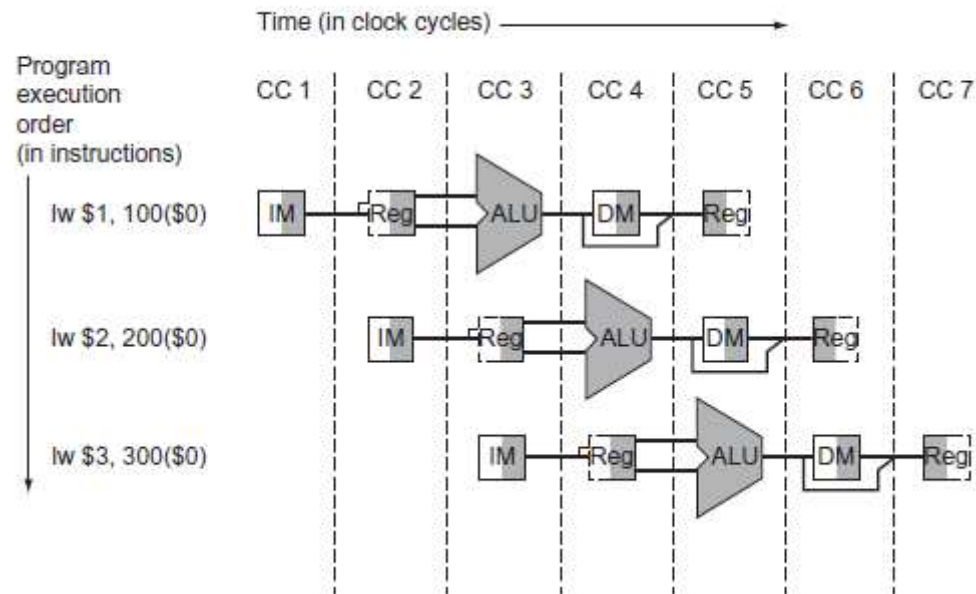 Time (in clock cycles)
Program
execution
order
(in instructions)
CC 1 CC 2 CC 3 CC 4 CC 5 CC 6 CC 7
lw $1, 100($0) IM Reg ALU DM Reg
lw $2, 200($0) IM Reg ALU DM Reg
lw $3, 300($0) IM Reg ALU DM Reg